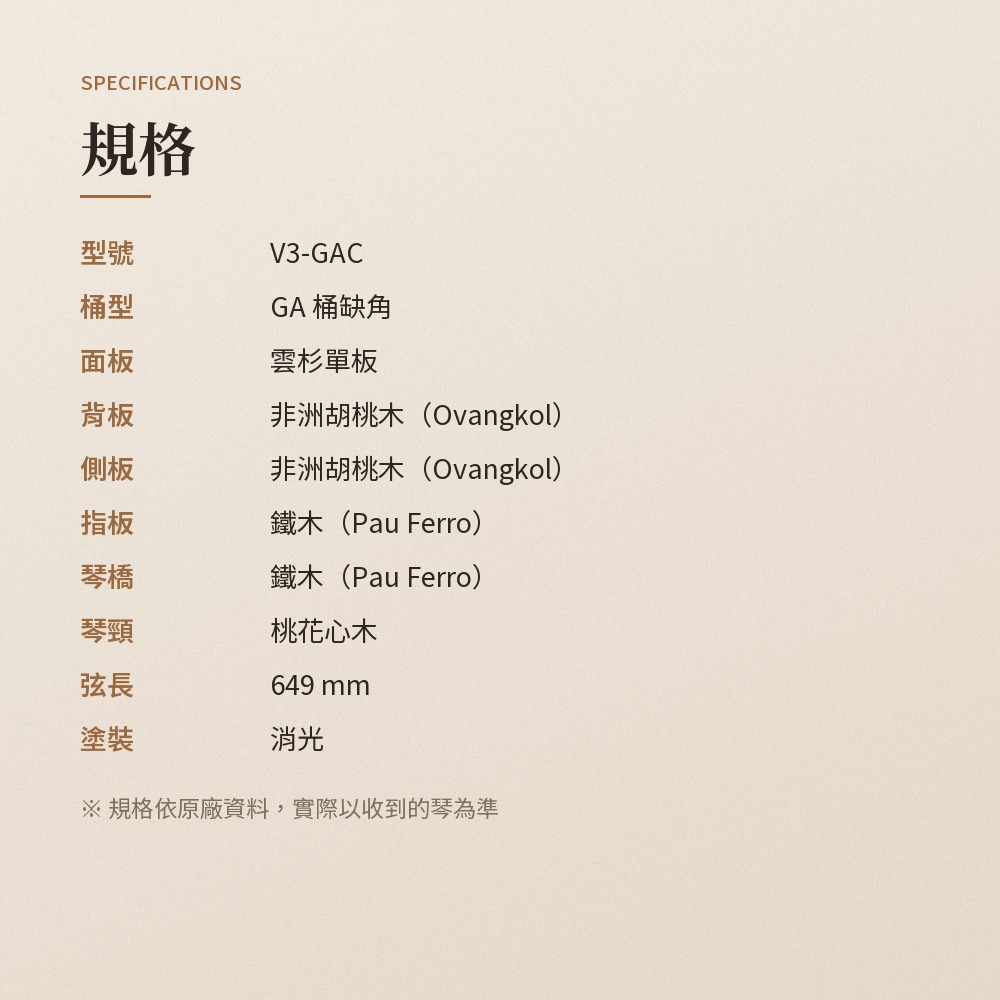 SPECIFICATIONS
規格
型號 V3-GAC
桶型 GA 桶缺角
面板 雲杉單板
背板 非洲胡桃木（Ovangkol）
側板 非洲胡桃木（Ovangkol）
指板 鐵木（Pau Ferro）
琴橋 鐵木（Pau Ferro）
琴頸 桃花心木
弦長 649 mm
塗裝 消光
※ 規格依原廠資料，實際以收到的琴為準